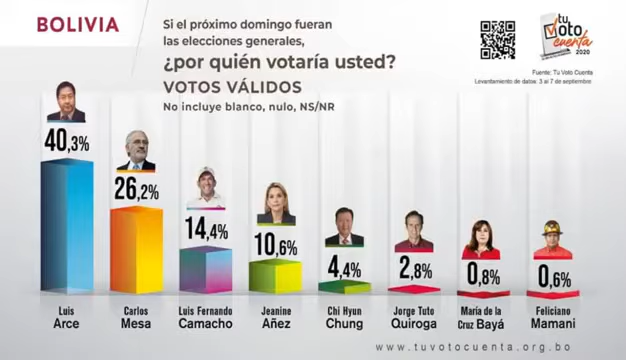 BOLIVIA
Si el próximo domingo fueran
las elecciones generales,
¿por quién votaría usted?
VOTOS VÁLIDOS
No incluye blanco, nulo, NS/NR
tu
Voto
cuenta
2020
Fuente: Tu Voto Cuenta
Levantamiento de datos: 3 al 7 de septiembre
40,3%
26,2%
14,4%
10,6%
4,4%
2,8%
0,8%
0,6%
Luis
Arce
Carlos
Mesa
Luis Fernando
Camacho
Jeanine
Añez
Chi Hyun
Chung
Jorge Tuto
Quiroga
María de la
Cruz Bayá
Feliciano
Mamani
www.tuvotocuenta.org.bo